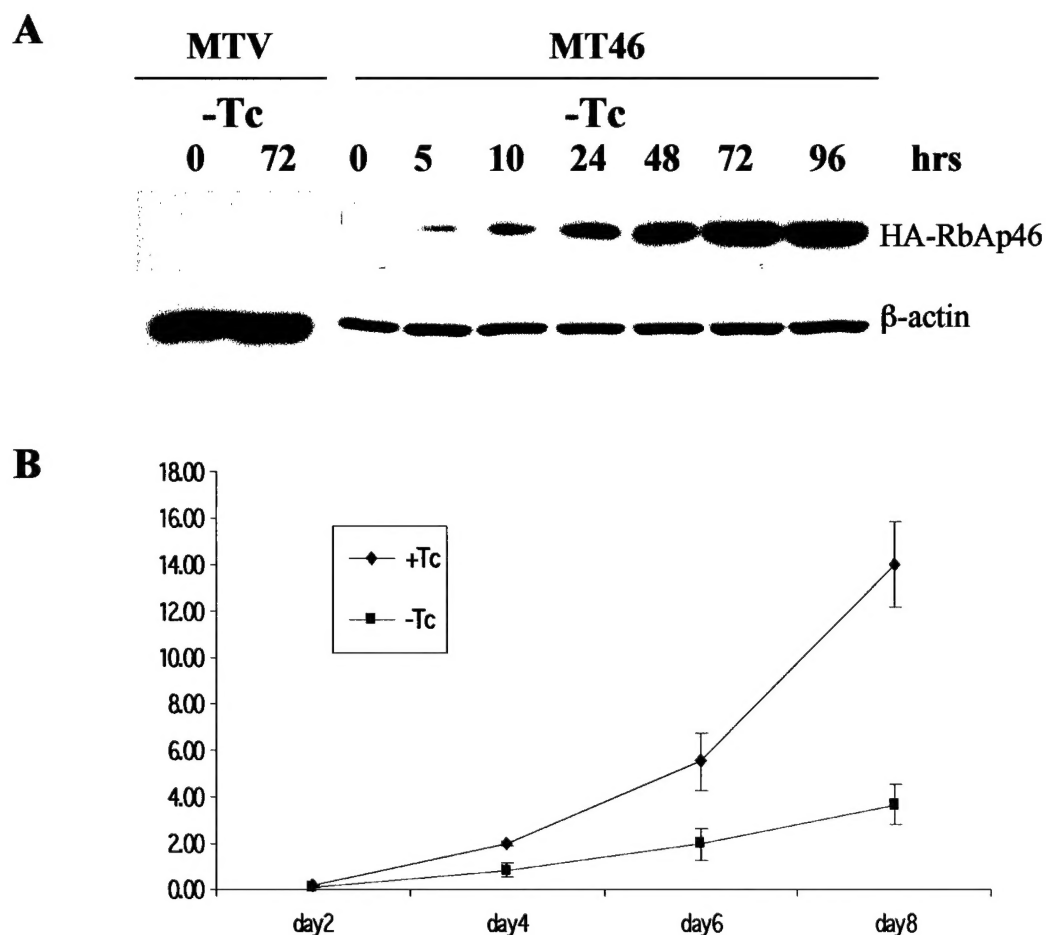 A
MTV MT46
-Tc -Tc
0 72 0 5 10 24 48 72 96 hrs
HA-RbAp46
β-actin
B
18.00
16.00
14.00
12.00
10.00
8.00
6.00
4.00
2.00
0.00
+Tc
-Tc
day2 day4 day6 day8